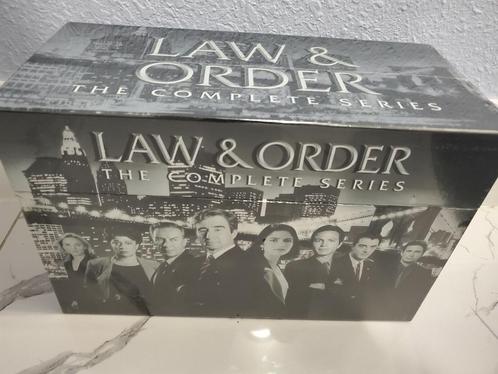 LAW &
ORDER
THE COMPLETE SERIES
LAW & ORDER
THE COMPLETE SERIES